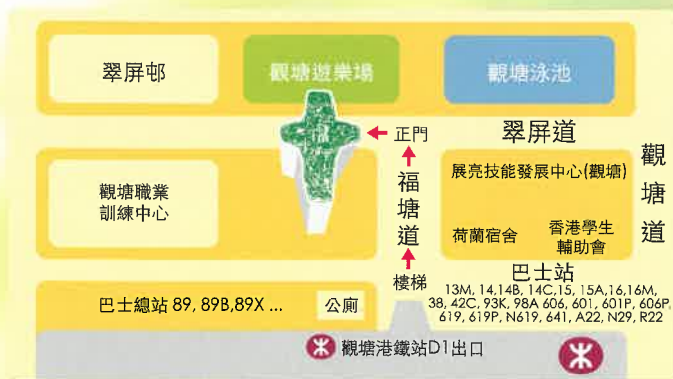 翠屏邨
觀塘遊樂場
觀塘泳池
正門
翠屏道
觀塘道
福塘道
觀塘職業
訓練中心
展亮技能發展中心(觀塘)
荷蘭宿舍
香港學生
輔助會
樓梯
巴士站
13M, 14,14B, 14C,15, 15A,16,16M,
38, 42C, 93K, 98A 606, 601, 601P, 606P,
619, 619P, N619, 641, A22, N29, R22
巴士總站 89, 89B,89X ...
公廁
觀塘港鐵站D1出口